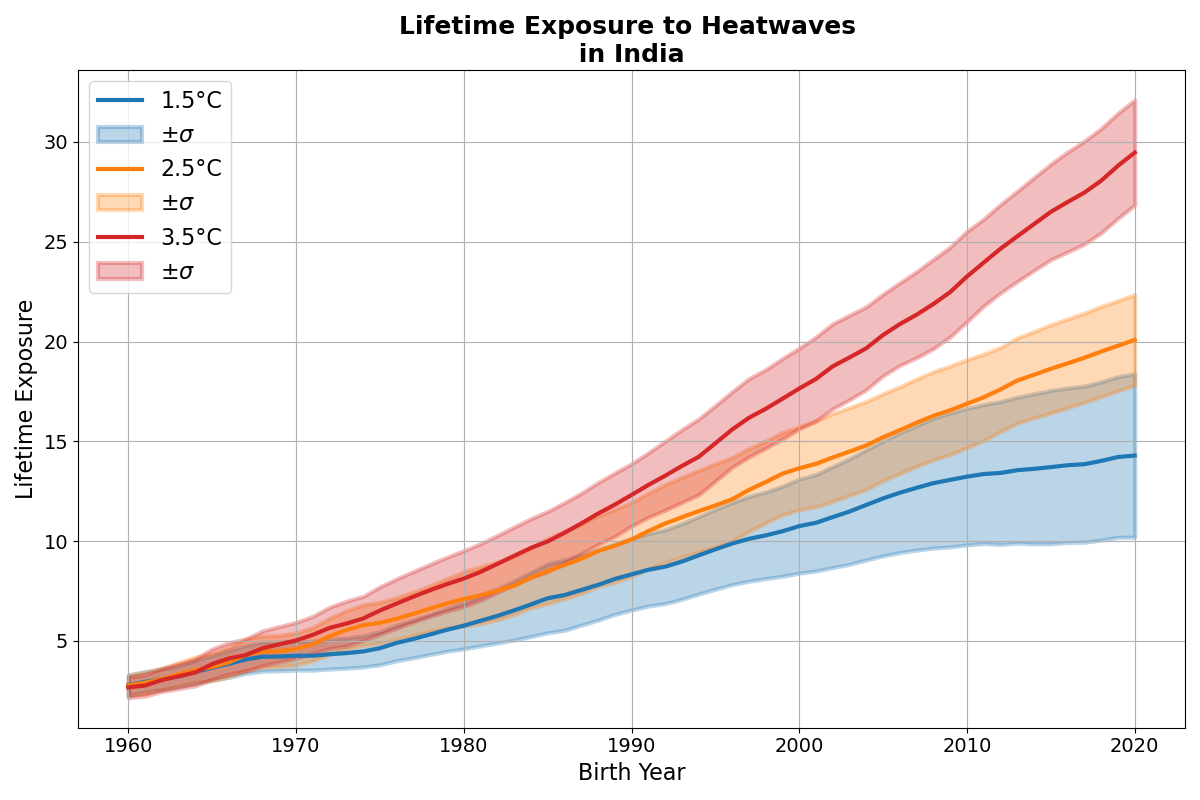 Lifetime Exposure to Heatwaves
in India
1.5°C
±σ
2.5°C
±σ
3.5°C
±σ
Lifetime Exposure
30
25
20
15
10
5
1960 1970 1980 1990 2000 2010 2020
Birth Year